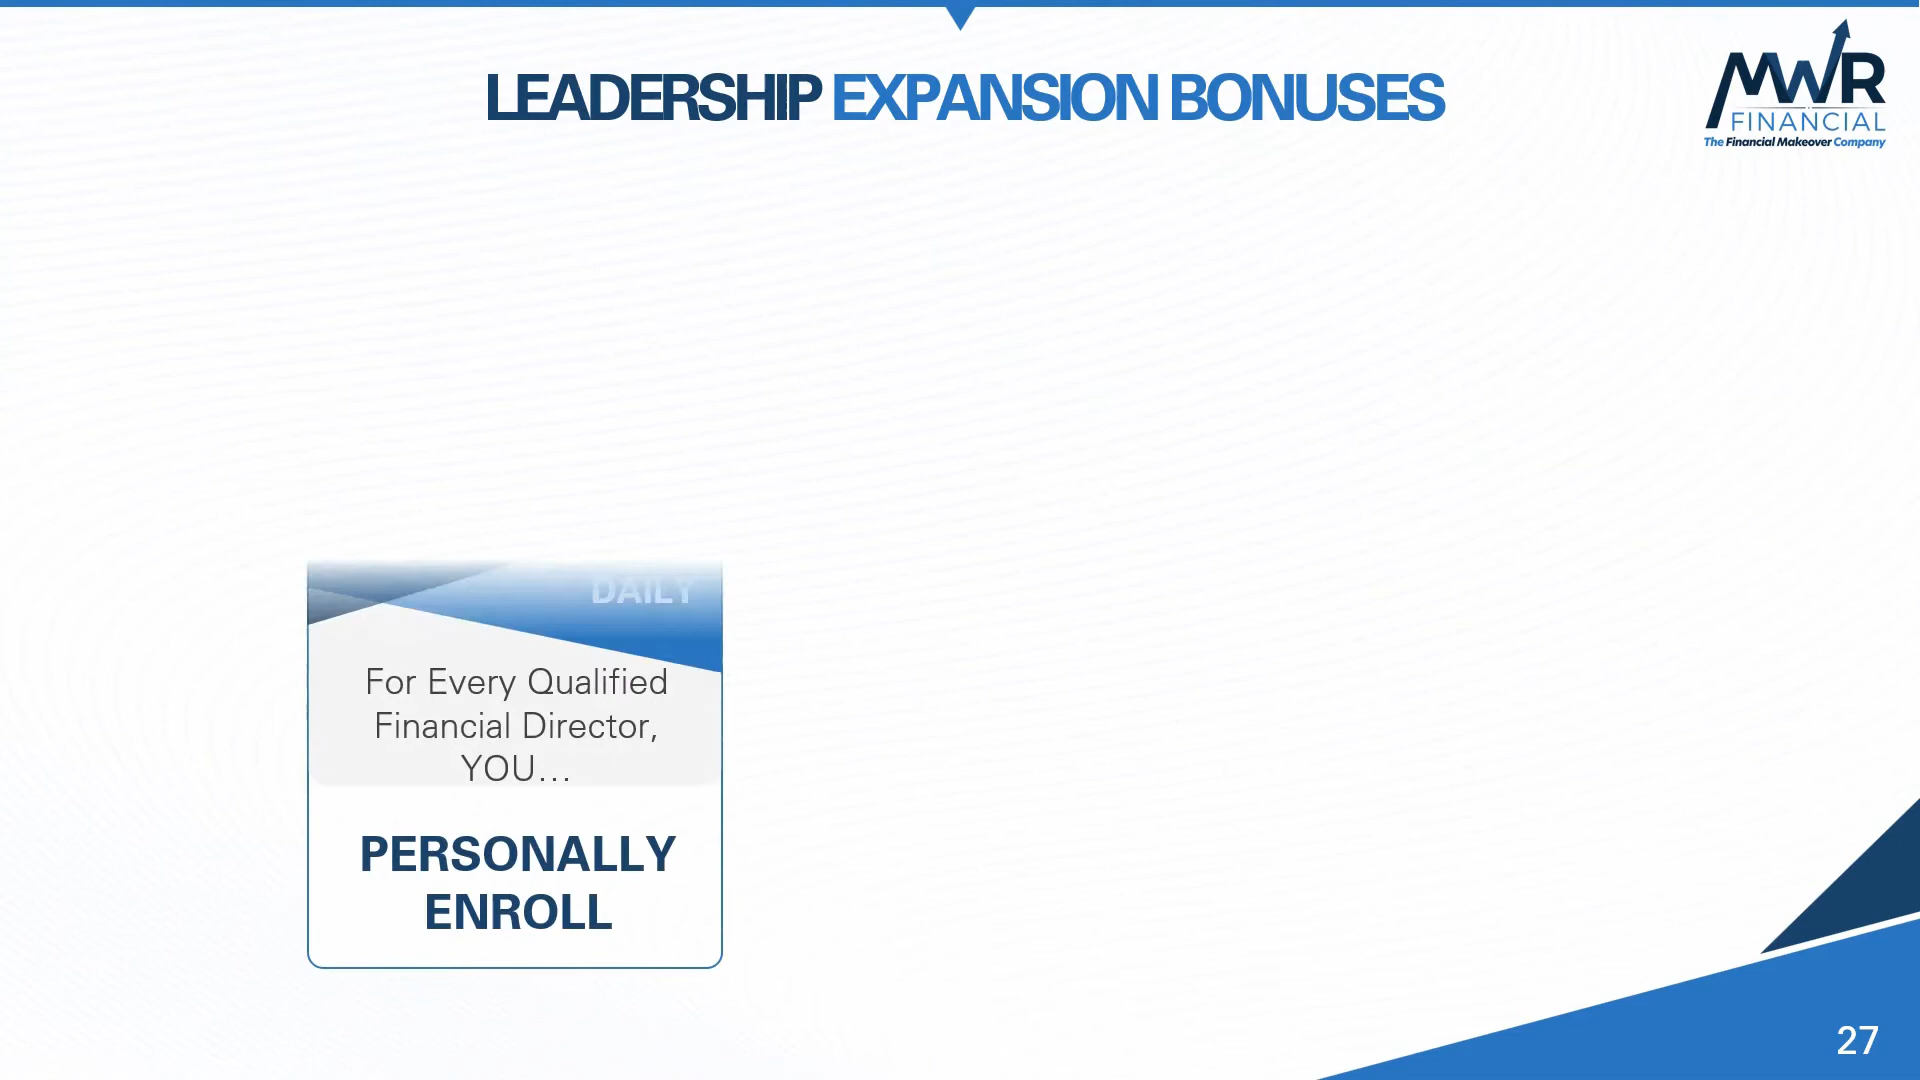 LEADERSHIP EXPANSION BONUSES
MWR
FINANCIAL
The Financial Makeover Company
DAILY
For Every Qualified
Financial Director,
YOU...
PERSONALLY
ENROLL
27